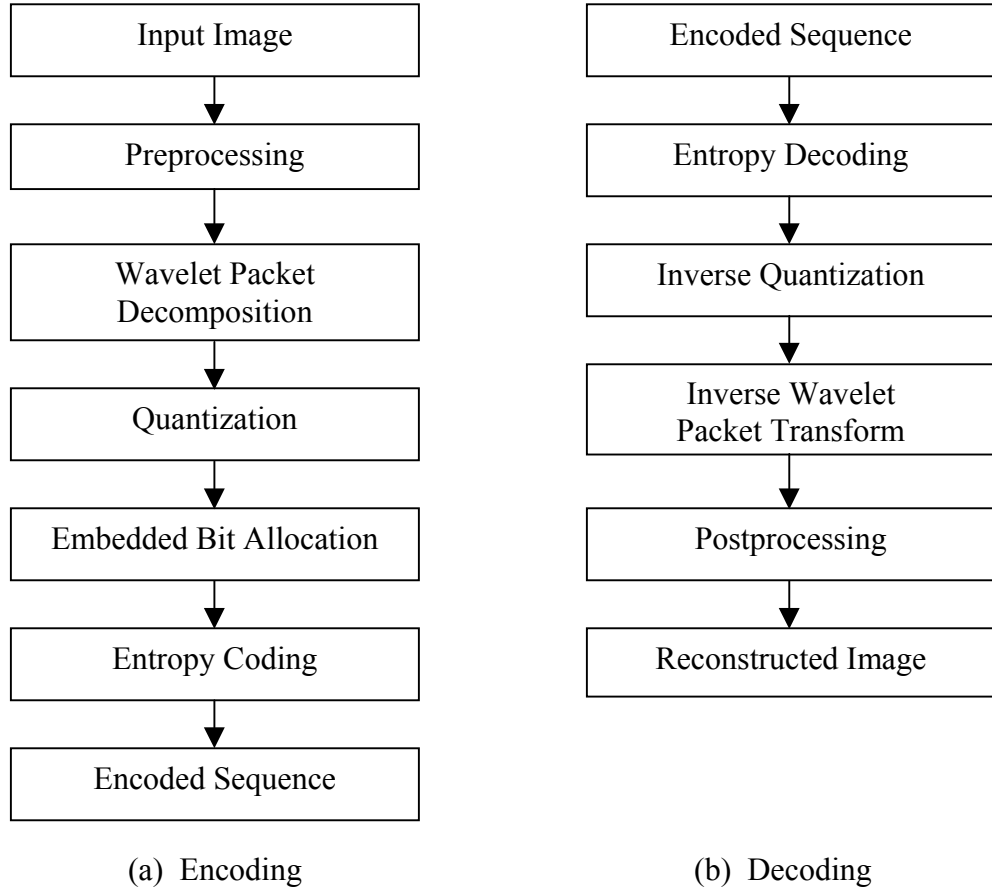 Input Image
Preprocessing
Wavelet Packet
Decomposition
Quantization
Embedded Bit Allocation
Entropy Coding
Encoded Sequence
(a) Encoding
Encoded Sequence
Entropy Decoding
Inverse Quantization
Inverse Wavelet
Packet Transform
Postprocessing
Reconstructed Image
(b) Decoding